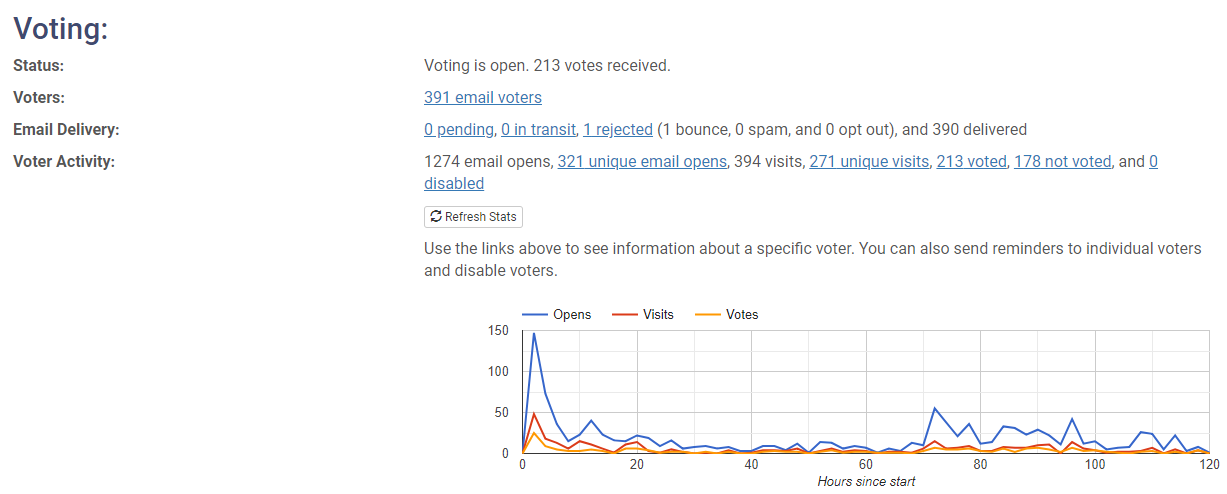 Voting:
Status: Voting is open. 213 votes received.
Voters: 391 email voters
Email Delivery: 0 pending, 0 in transit, 1 rejected (1 bounce, 0 spam, and 0 opt out), and 390 delivered
Voter Activity: 1274 email opens, 321 unique email opens, 394 visits, 271 unique visits, 213 voted, 178 not voted, and 0
disabled
Refresh Stats
Use the links above to see information about a specific voter. You can also send reminders to individual voters
and disable voters.
Opens Visits Votes
150
100
50
0
0 20 40 60 80 100 120
Hours since start